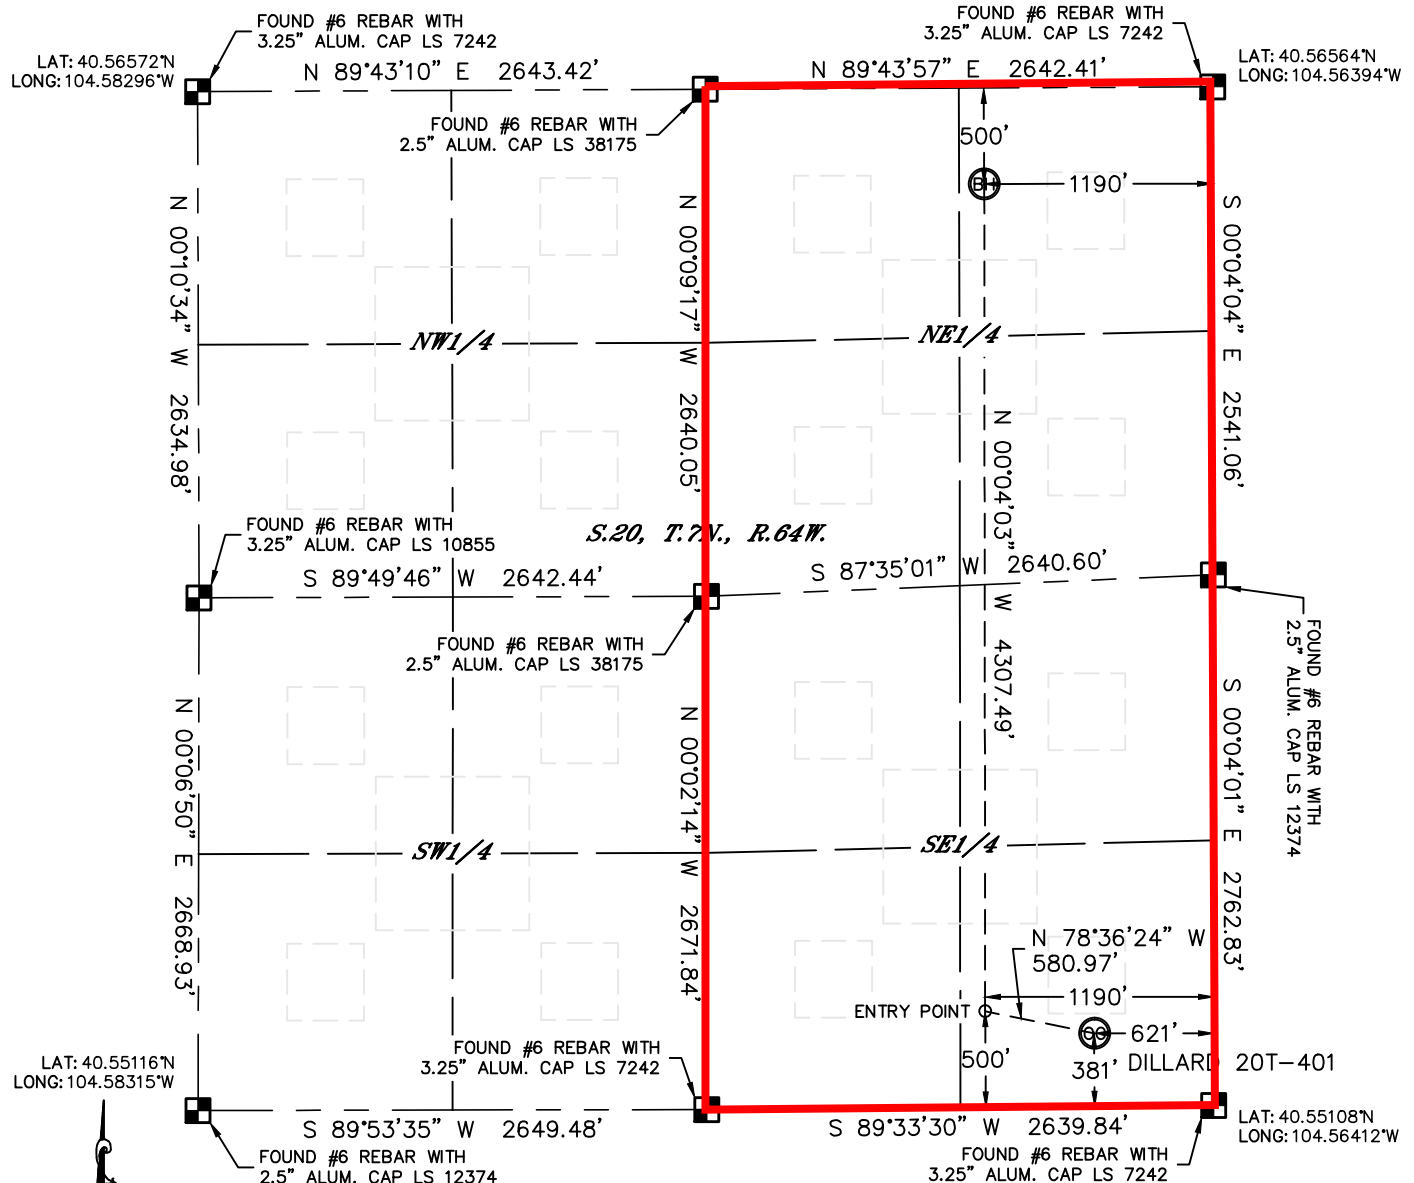 FOUND #6 REBAR WITH
3.25" ALUM. CAP LS 7242
FOUND #6 REBAR WITH
3.25" ALUM. CAP LS 7242
LAT: 40.56572°N
LONG: 104.58296°W
N 89°43'10" E 2643.42'
N 89°43'57" E 2642.41'
LAT: 40.56564°N
LONG: 104.56394°W
FOUND #6 REBAR WITH
2.5" ALUM. CAP LS 38175
500'
BH
1190'
N 00°10'34" W 2634.98'
N 00°09'17" W 2640.05'
S 00°04'04" E 2541.06'
NW1/4
NE1/4
N 00°04'03" W 4307.49'
S.20, T.7N., R.64W.
FOUND #6 REBAR WITH
3.25" ALUM. CAP LS 10855
S 89°49'46" W 2642.44'
S 87°35'01" W 2640.60'
FOUND #6 REBAR WITH
2.5" ALUM. CAP LS 38175
FOUND #6 REBAR WITH
2.5" ALUM. CAP LS 12374
N 00°06'50" E 2668.93'
N 00°02'14" W 2671.84'
S 00°04'01" E 2762.83'
SW1/4
SE1/4
N 78°36'24" W
580.97'
1190'
ENTRY POINT
621'
500'
381'
DILLARD 20T-401
FOUND #6 REBAR WITH
3.25" ALUM. CAP LS 7242
LAT: 40.55116°N
LONG: 104.58315°W
S 89°53'35" W 2649.48'
S 89°33'30" W 2639.84'
LAT: 40.55108°N
LONG: 104.56412°W
FOUND #6 REBAR WITH
2.5" ALUM. CAP LS 12374
FOUND #6 REBAR WITH
3.25" ALUM. CAP LS 7242